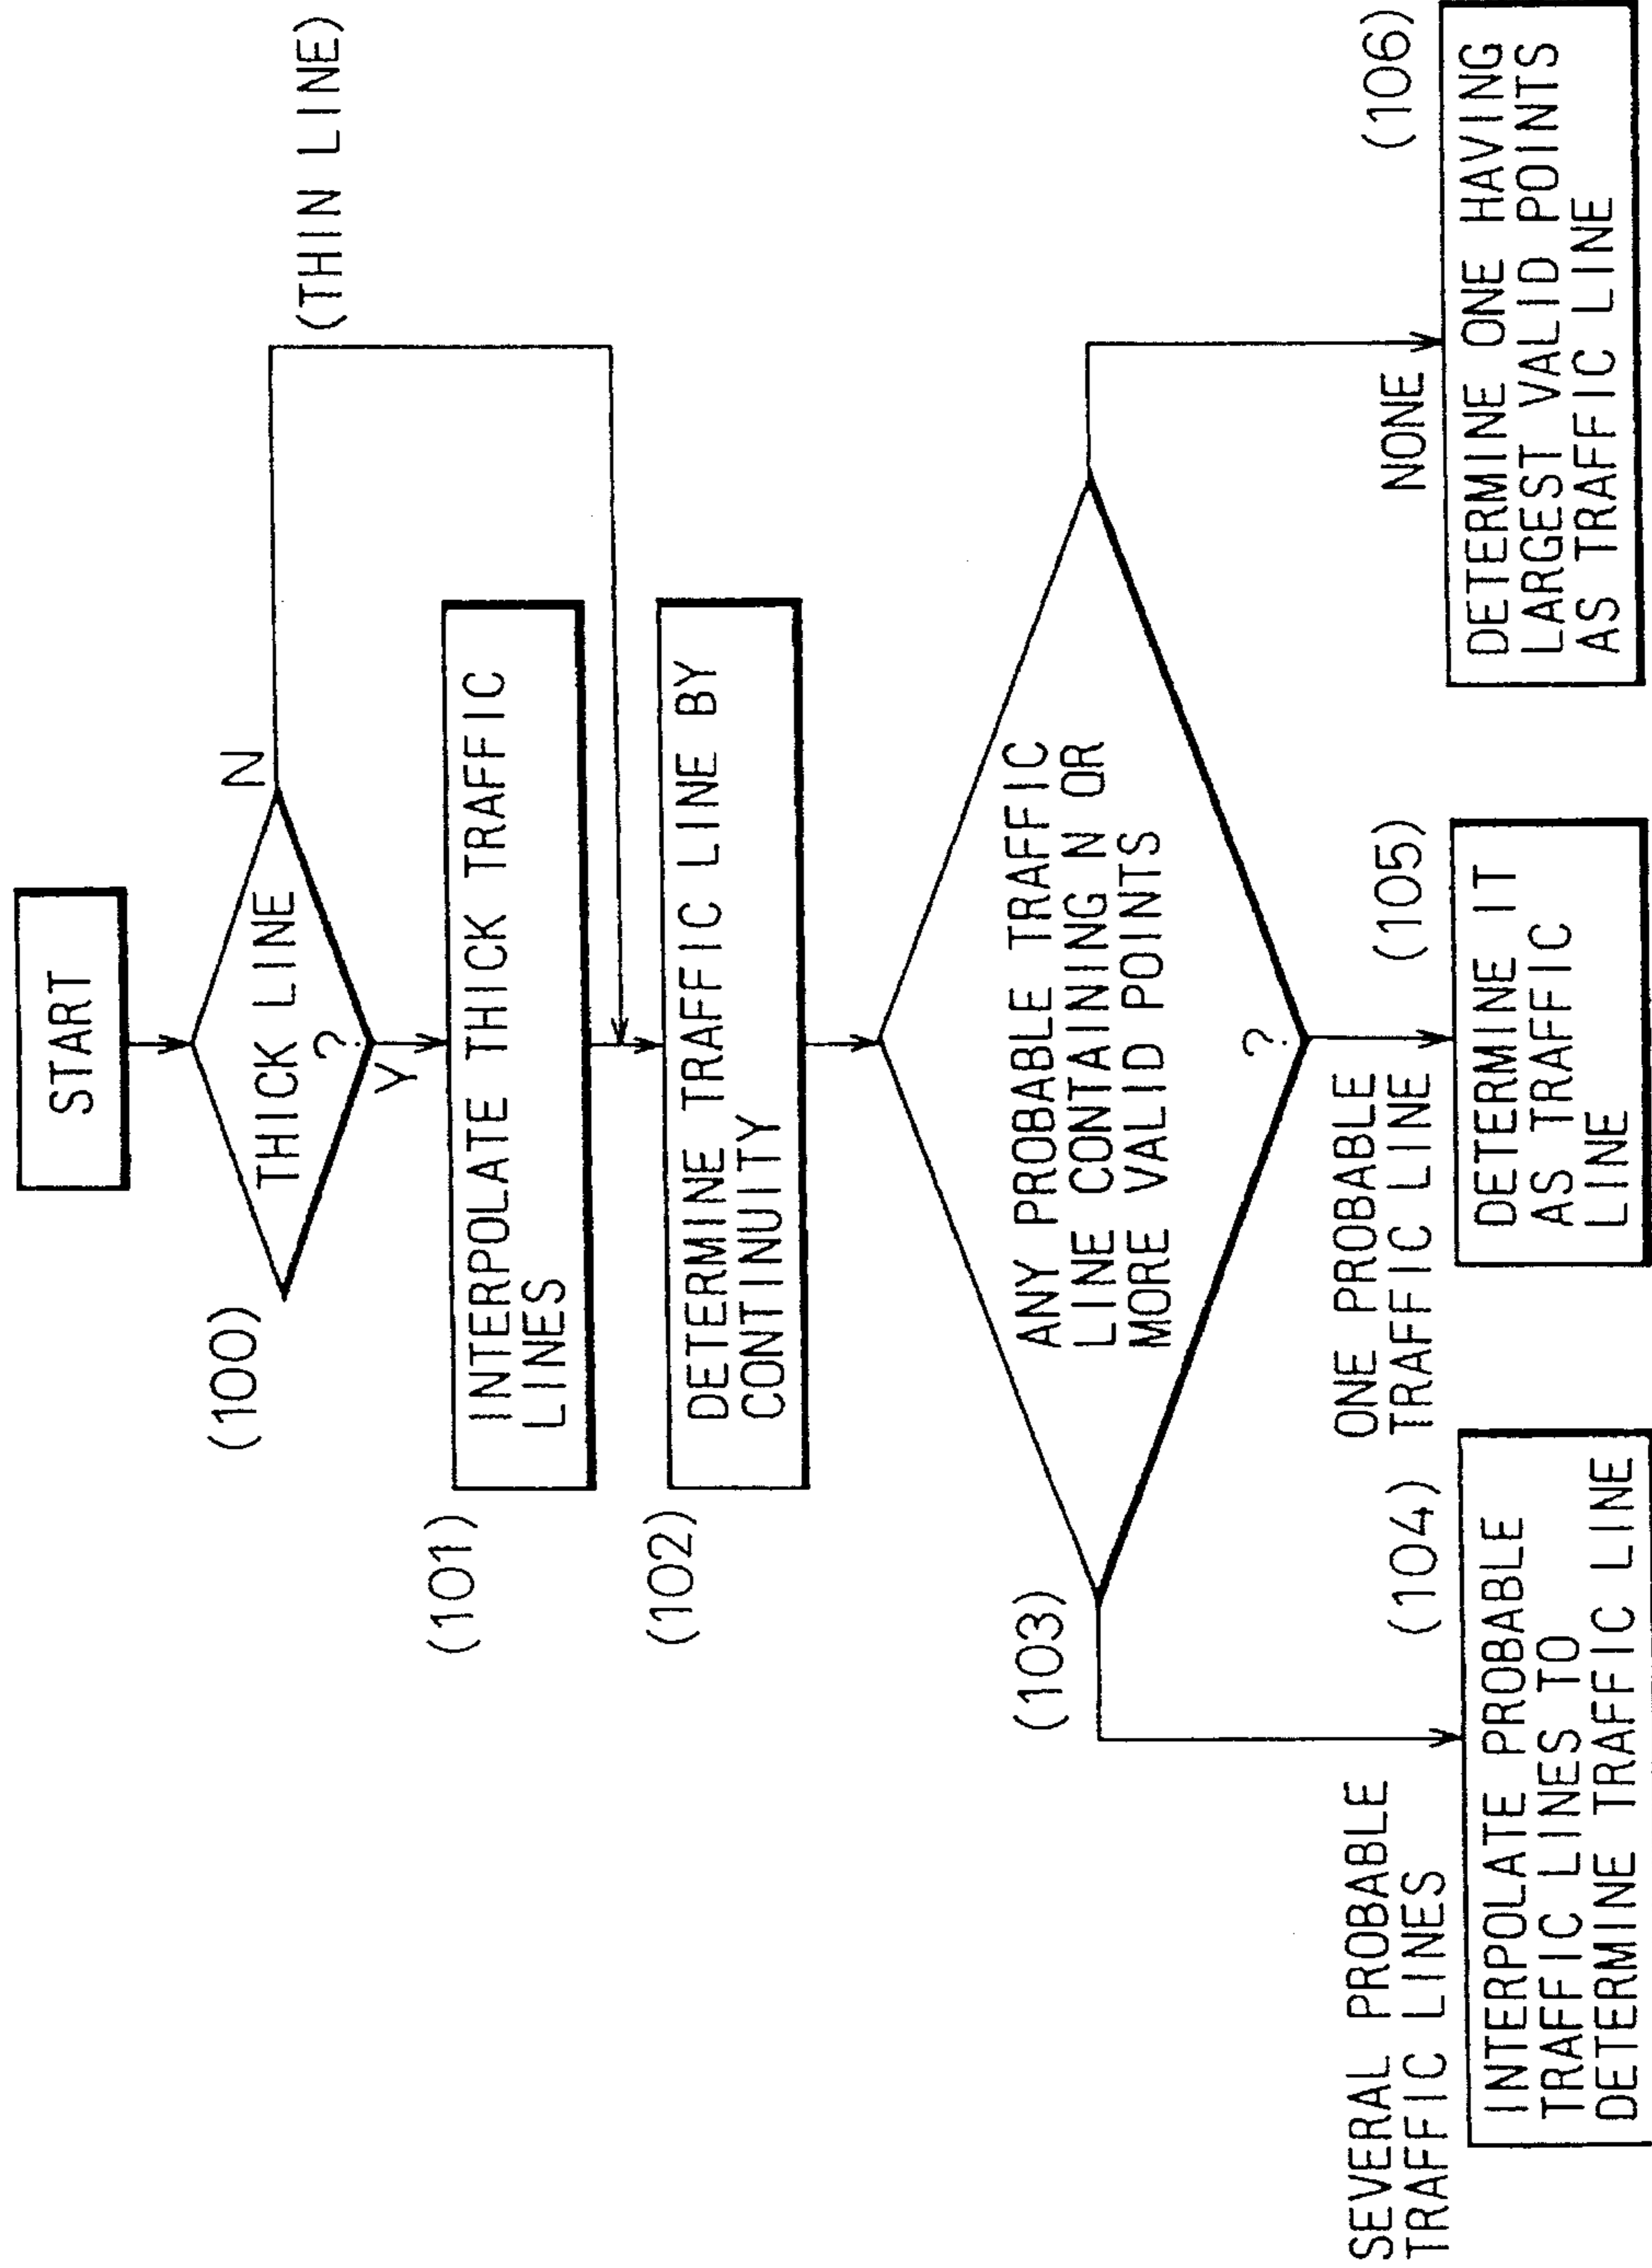 START
(100)
THICK LINE
?
N
(THIN LINE)
Y
(101)
INTERPOLATE THICK TRAFFIC
LINES
(102)
DETERMINE TRAFFIC LINE BY
CONTINUITY
(103)
ANY PROBABLE TRAFFIC
LINE CONTAINING N OR
MORE VALID POINTS
?
SEVERAL PROBABLE
TRAFFIC LINES
(104)
INTERPOLATE PROBABLE
TRAFFIC LINES TO
DETERMINE TRAFFIC LINE
ONE PROBABLE
TRAFFIC LINE
(105)
DETERMINE IT
AS TRAFFIC
LINE
NONE
(106)
DETERMINE ONE HAVING
LARGEST VALID POINTS
AS TRAFFIC LINE